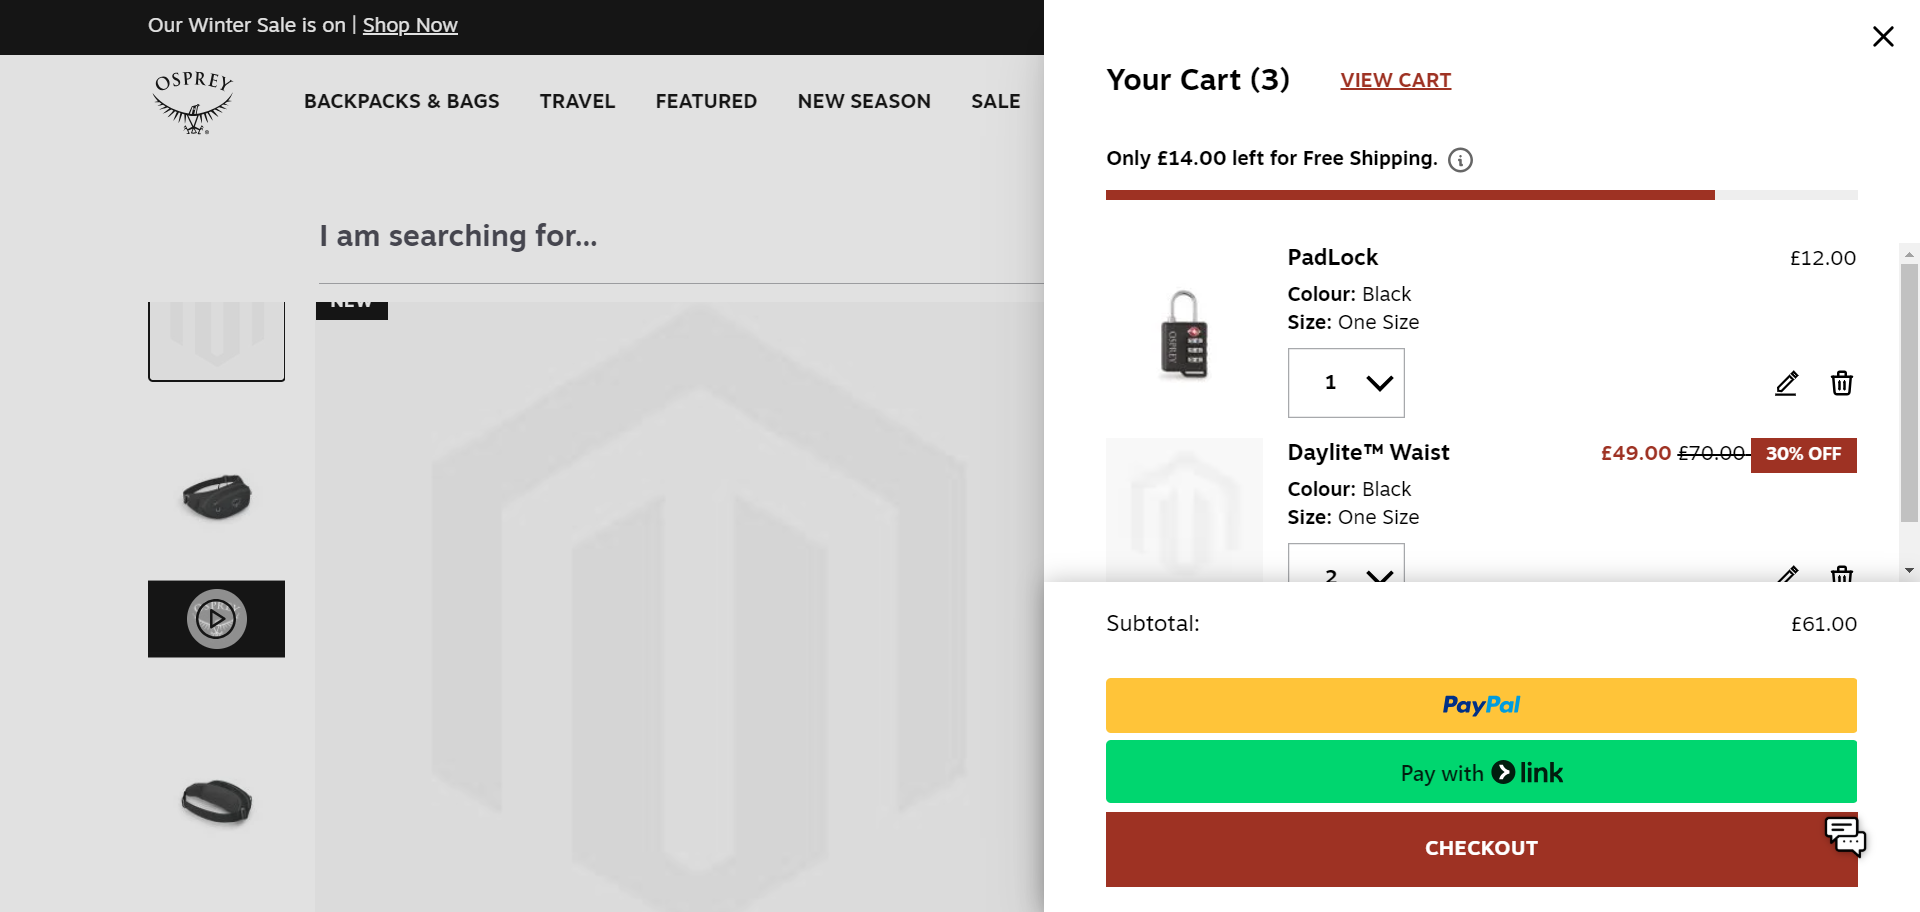 Our Winter Sale is on | Shop Now
OSPREY
BACKPACKS & BAGS TRAVEL FEATURED NEW SEASON SALE
I am searching for...
NEW
OSPREY
Your Cart (3) VIEW CART
Only £14.00 left for Free Shipping.
PadLock £12.00
Colour: Black
Size: One Size
OSPREY
1
Daylite™ Waist £49.00 £70.00 30% OFF
Colour: Black
Size: One Size
2
Subtotal: £61.00
PayPal
Pay with link
CHECKOUT